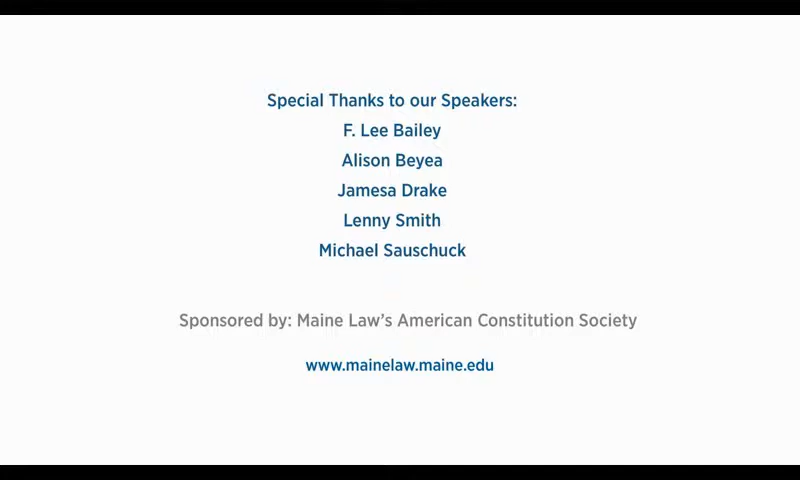 Special Thanks to our Speakers:
F. Lee Bailey
Alison Beyea
Jamesa Drake
Lenny Smith
Michael Sauschuck
Sponsored by: Maine Law's American Constitution Society
www.mainelaw.maine.edu